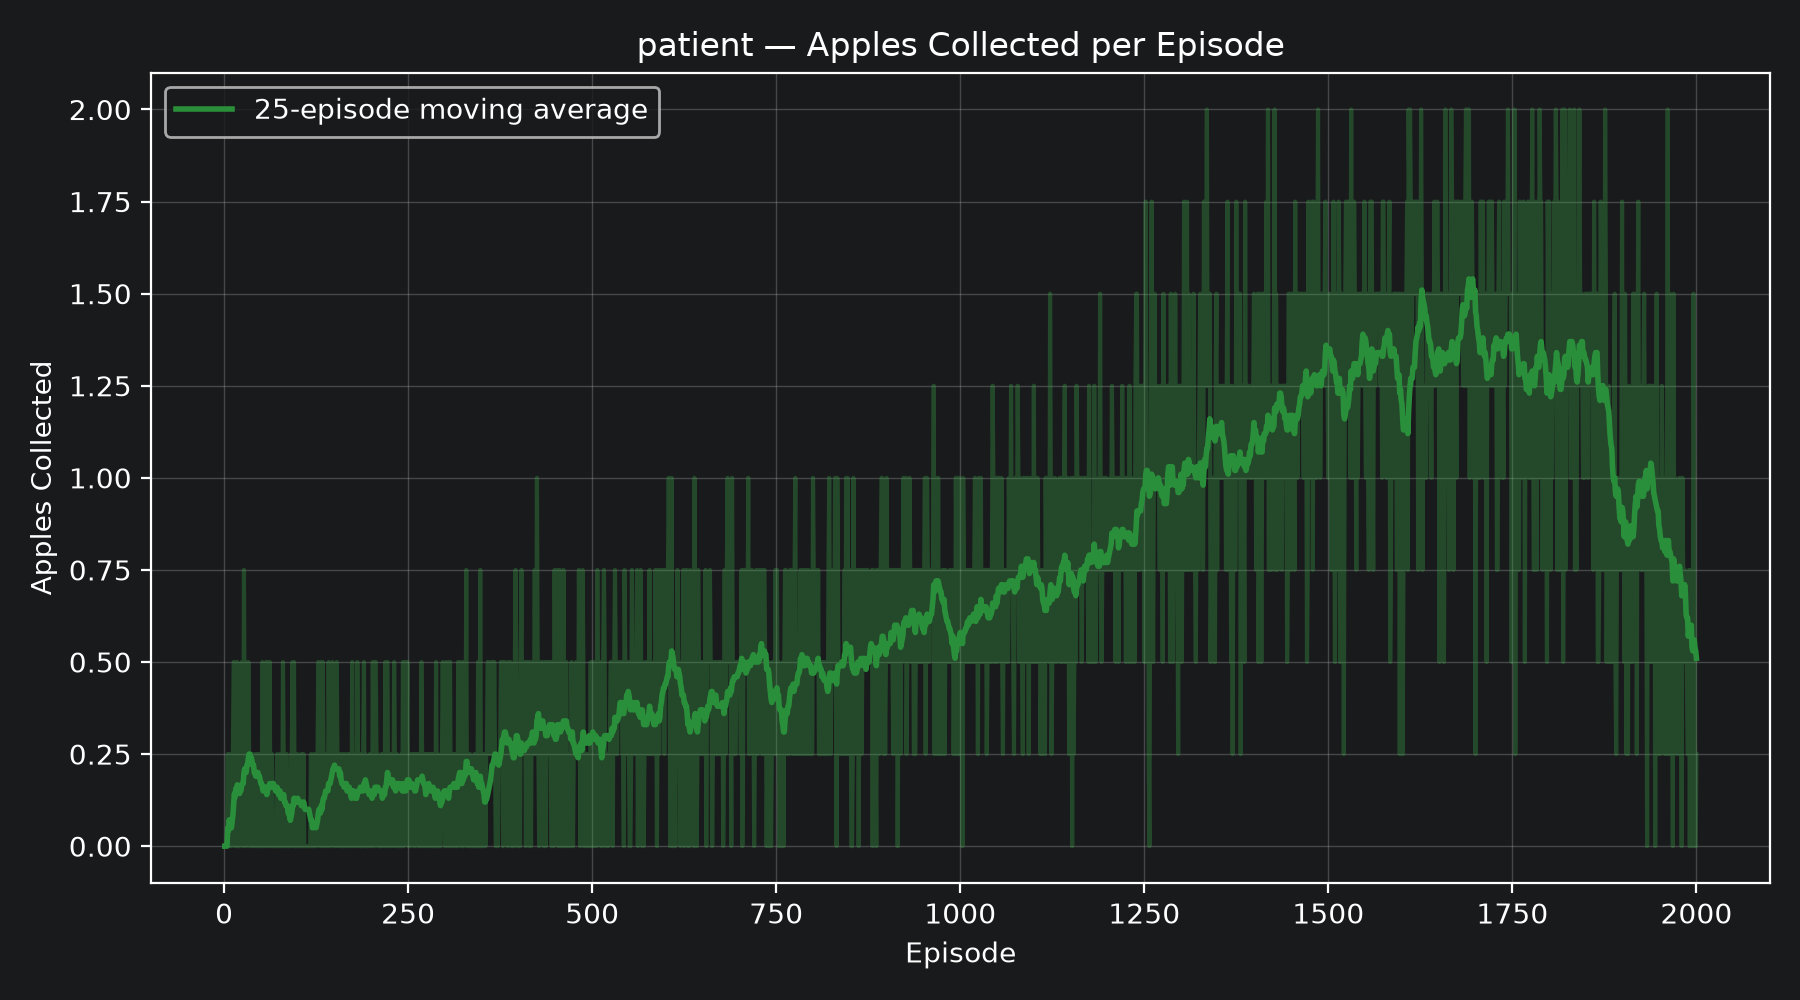 patient — Apples Collected per Episode
25-episode moving average
Apples Collected
2.00
1.75
1.50
1.25
1.00
0.75
0.50
0.25
0.00
0 250 500 750 1000 1250 1500 1750 2000
Episode